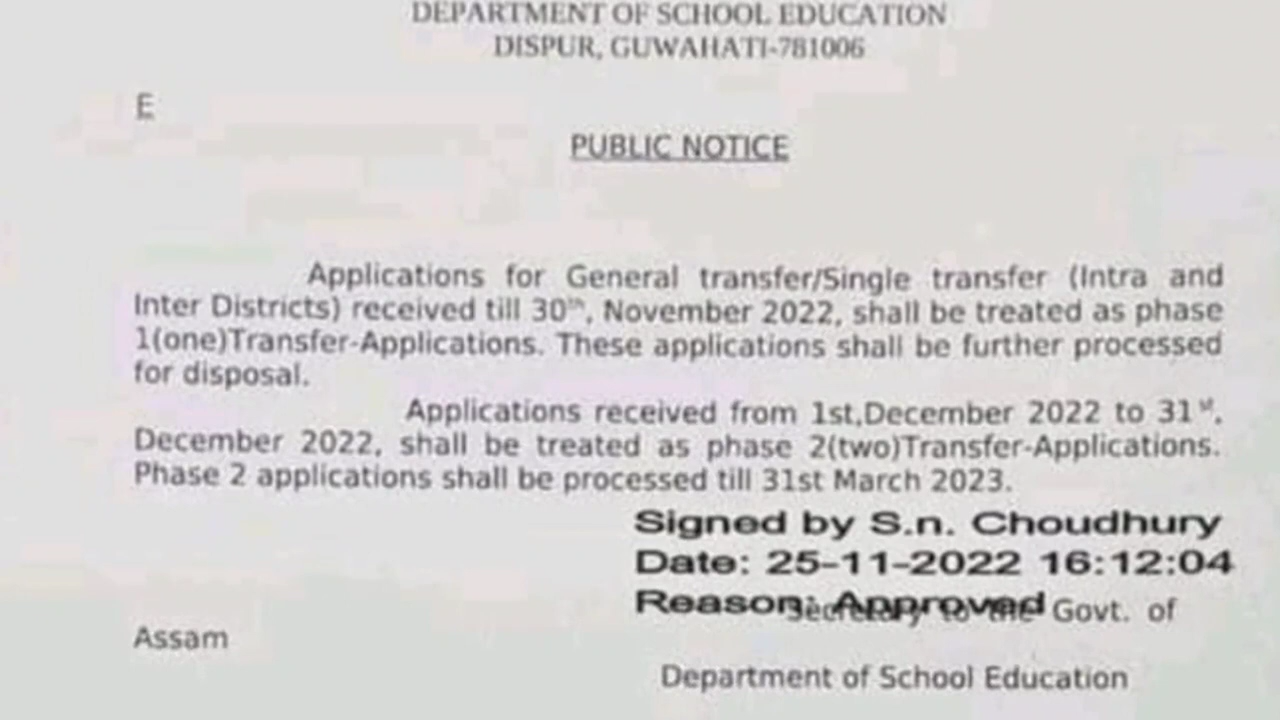 DEPARTMENT OF SCHOOL EDUCATION
DISPUR, GUWAHATI-781006
E
PUBLIC NOTICE
Applications for General transfer/Single transfer (Intra and
Inter Districts) received till 30th, November 2022, shall be treated as phase
1(one)Transfer-Applications. These applications shall be further processed
for disposal.
Applications received from 1st,December 2022 to 31st,
December 2022, shall be treated as phase 2(two)Transfer-Applications.
Phase 2 applications shall be processed till 31st March 2023.
Signed by S.n. Choudhury
Date: 25-11-2022 16:12:04
Reason: Approved
Secretary to the Govt. of
Assam
Department of School Education